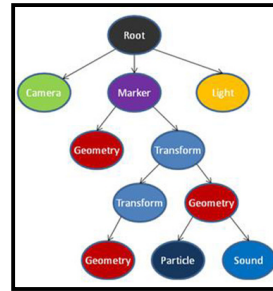 Root
Camera Marker Light
Geometry Transform
Transform Geometry
Geometry Particle Sound